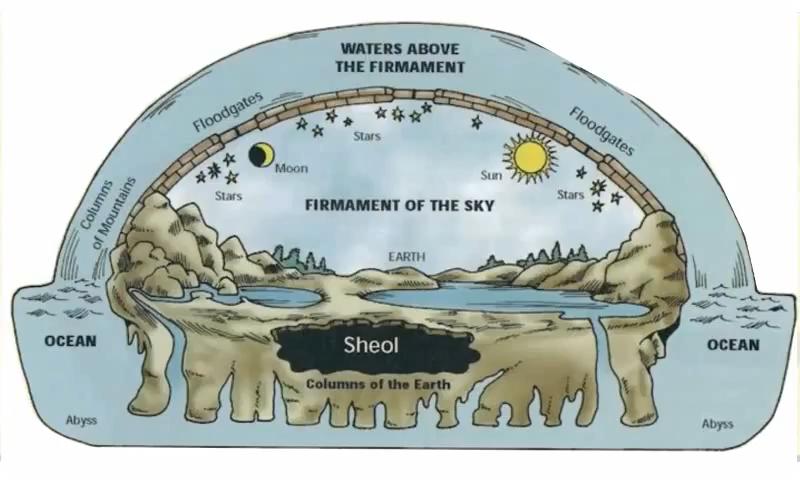 WATERS ABOVE
THE FIRMAMENT
Floodgates
Floodgates
Stars
Moon
Sun
Stars
Stars
Columns
of Mountains
FIRMAMENT OF THE SKY
EARTH
OCEAN
Sheol
OCEAN
Columns of the Earth
Abyss
Abyss